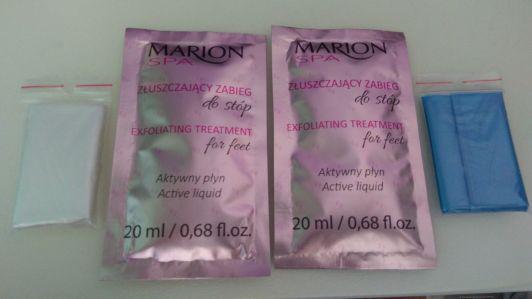 MARION
SPA
ZŁUSZCZAJĄCY ZABIEG
do stóp
EXFOLIATING TREATMENT
for feet
Aktywny płyn
Active liquid
20 ml / 0,68 fl.oz.
MARION
SPA
ZŁUSZCZAJĄCY ZABIEG
do stóp
EXFOLIATING TREATMENT
for feet
Aktywny płyn
Active liquid
20 ml / 0,68 fl.oz.